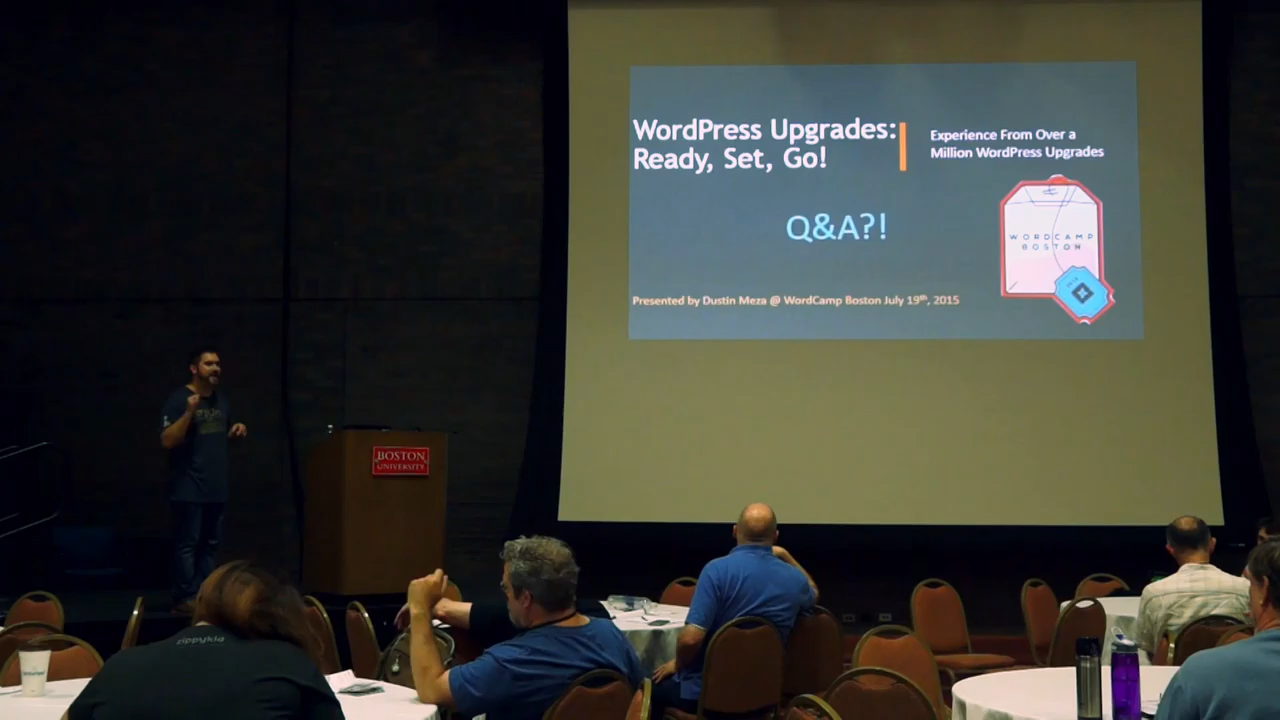 WordPress Upgrades:
Ready, Set, Go!
Experience From Over a
Million WordPress Upgrades
Q&A?!
WORDCAMP
BOSTON
Presented by Dustin Meza @ WordCamp Boston July 19th, 2015
BOSTON
UNIVERSITY
zippykid